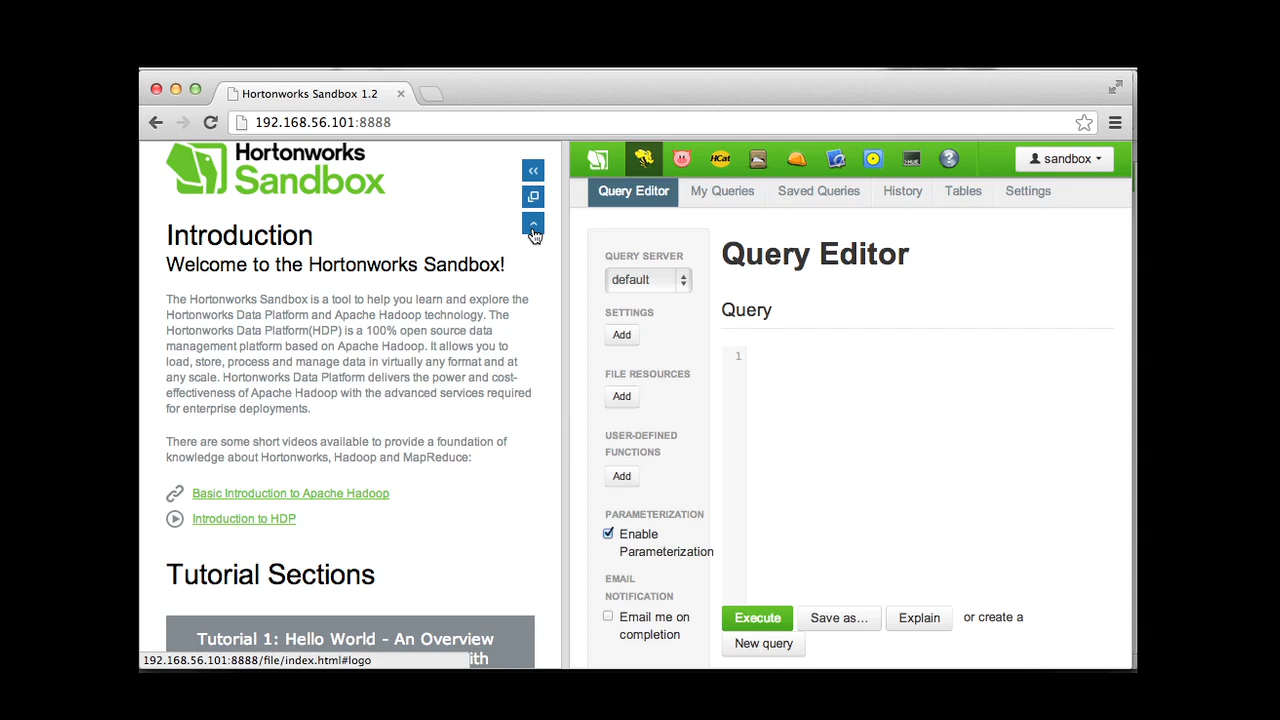 Hortonworks Sandbox 1.2
192.168.56.101:8888
Hortonworks
Sandbox
Introduction
Welcome to the Hortonworks Sandbox!
The Hortonworks Sandbox is a tool to help you learn and explore the
Hortonworks Data Platform and Apache Hadoop technology. The
Hortonworks Data Platform(HDP) is a 100% open source data
management platform based on Apache Hadoop. It allows you to
load, store, process and manage data in virtually any format and at
any scale. Hortonworks Data Platform delivers the power and cost-
effectiveness of Apache Hadoop with the advanced services required
for enterprise deployments.
There are some short videos available to provide a foundation of
knowledge about Hortonworks, Hadoop and MapReduce:
Basic Introduction to Apache Hadoop
Introduction to HDP
Tutorial Sections
Tutorial 1: Hello World - An Overview
ith
192.168.56.101:8888/file/index.html#logo
HCat
HUE
sandbox
Query Editor
My Queries
Saved Queries
History
Tables
Settings
QUERY SERVER
default
SETTINGS
Add
FILE RESOURCES
Add
USER-DEFINED
FUNCTIONS
Add
PARAMETERIZATION
Enable
Parameterization
EMAIL
NOTIFICATION
Email me on
completion
Query Editor
Query
1
Execute
Save as...
Explain
or create a
New query